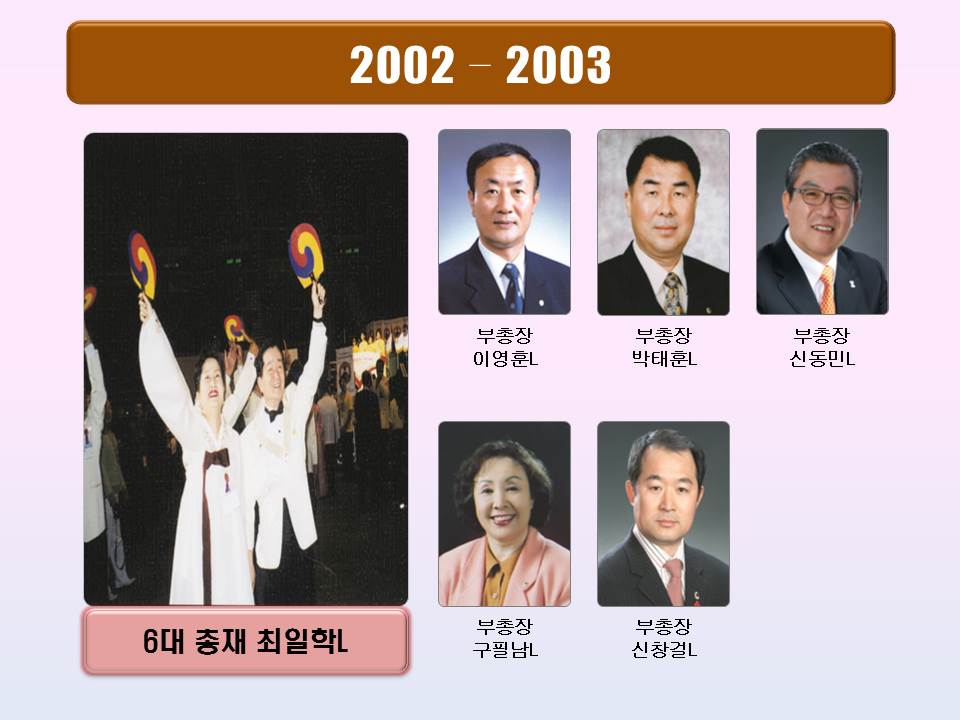 2002 – 2003
부총장
이영훈L
부총장
박태훈L
부총장
신동민L
부총장
구필남L
부총장
신창걸L
6대 총재 최일학L